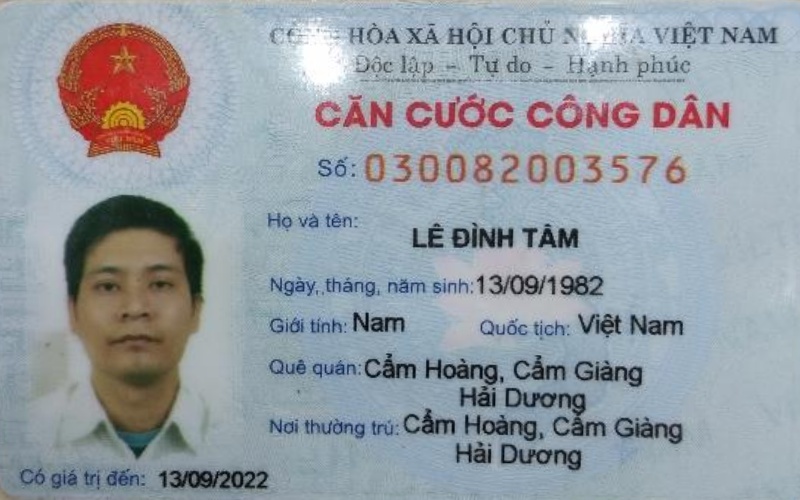 CỘNG HÒA XÃ HỘI CHỦ NGHĨA VIỆT NAM
Độc lập - Tự do - Hạnh phúc
CĂN CƯỚC CÔNG DÂN
Số: 030082003576
Họ và tên: LÊ ĐÌNH TÂM
Ngày, tháng, năm sinh: 13/09/1982
Giới tính: Nam Quốc tịch: Việt Nam
Quê quán: Cẩm Hoàng, Cẩm Giàng
Hải Dương
Nơi thường trú: Cẩm Hoàng, Cẩm Giàng
Hải Dương
Có giá trị đến: 13/09/2022